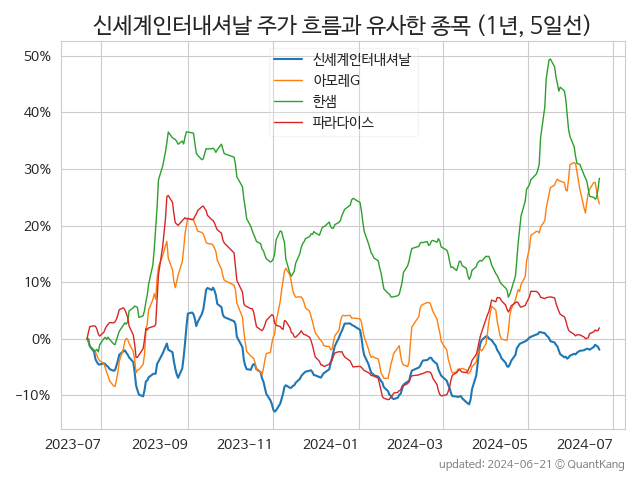 신세계인터내셔날 주가 흐름과 유사한 종목 (1년, 5일선)
신세계인터내셔날
아모레G
한샘
파라다이스
50%
40%
30%
20%
10%
0%
−10%
2023-07 2023-09 2023-11 2024-01 2024-03 2024-05 2024-07
updated: 2024-06-21 © QuantKang